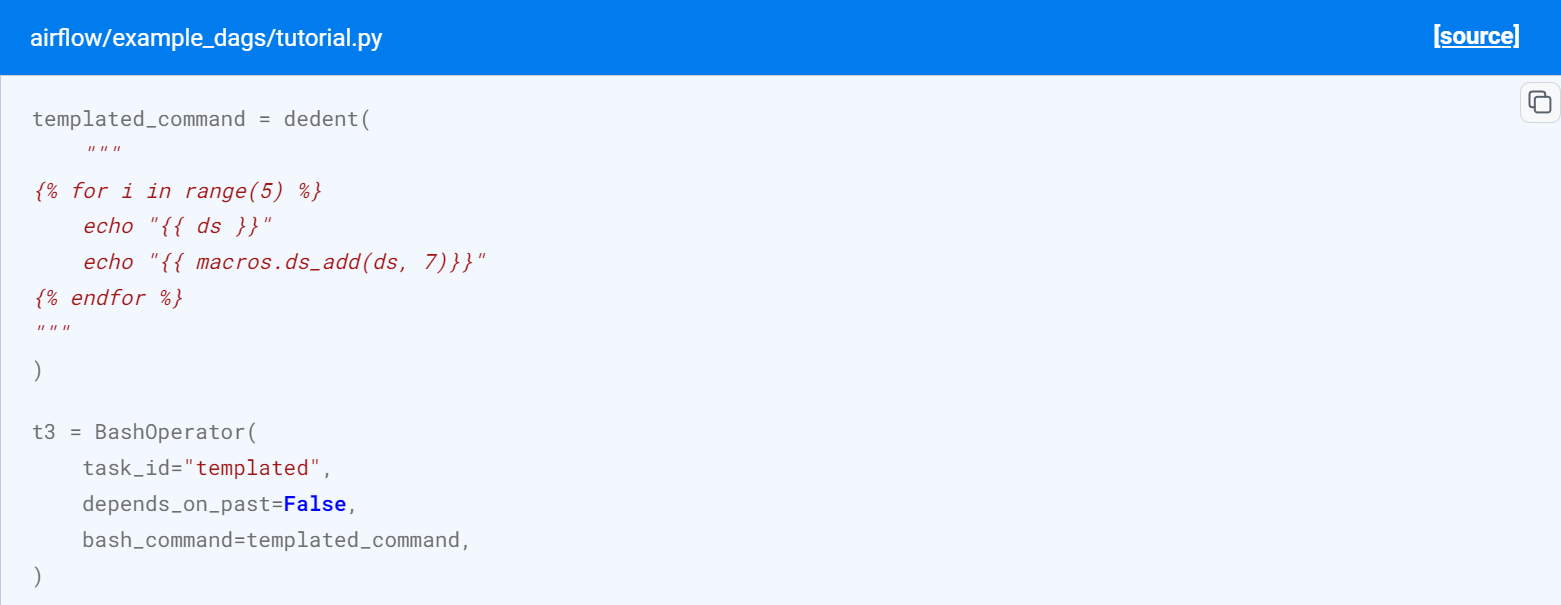 airflow/example_dags/tutorial.py [source]
templated_command = dedent(
    """
{% for i in range(5) %}
    echo "{{ ds }}"
    echo "{{ macros.ds_add(ds, 7)}}"
{% endfor %}
"""
)
t3 = BashOperator(
    task_id="templated",
    depends_on_past=False,
    bash_command=templated_command,
)